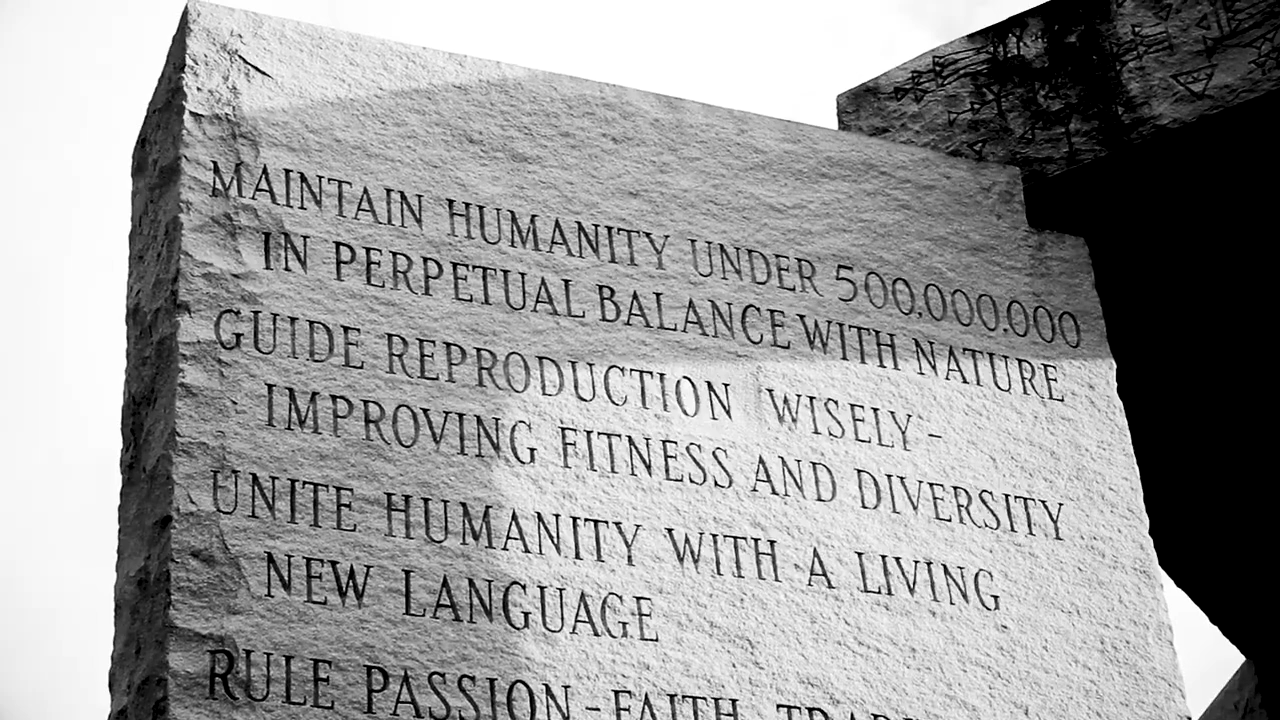 MAINTAIN HUMANITY UNDER 500,000,000
IN PERPETUAL BALANCE WITH NATURE
GUIDE REPRODUCTION WISELY -
IMPROVING FITNESS AND DIVERSITY
UNITE HUMANITY WITH A LIVING
NEW LANGUAGE
RULE PASSION - FAITH